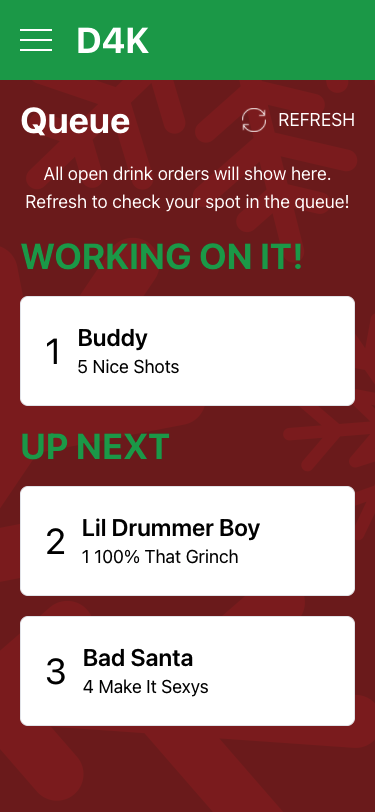 D4K
Queue
REFRESH
All open drink orders will show here.
Refresh to check your spot in the queue!
WORKING ON IT!
1
Buddy
5 Nice Shots
UP NEXT
2
Lil Drummer Boy
1 100% That Grinch
3
Bad Santa
4 Make It Sexys